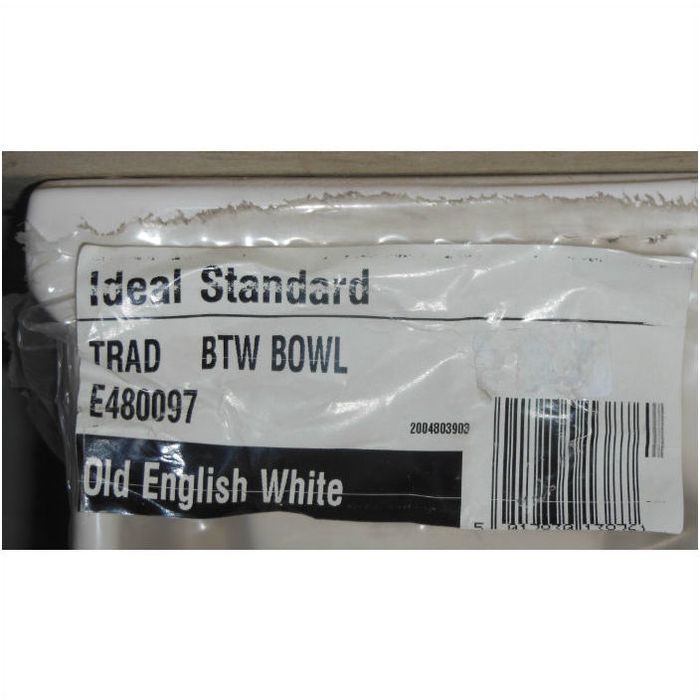 Ideal Standard
TRAD BTW BOWL
E480097
2004803903
Old English White